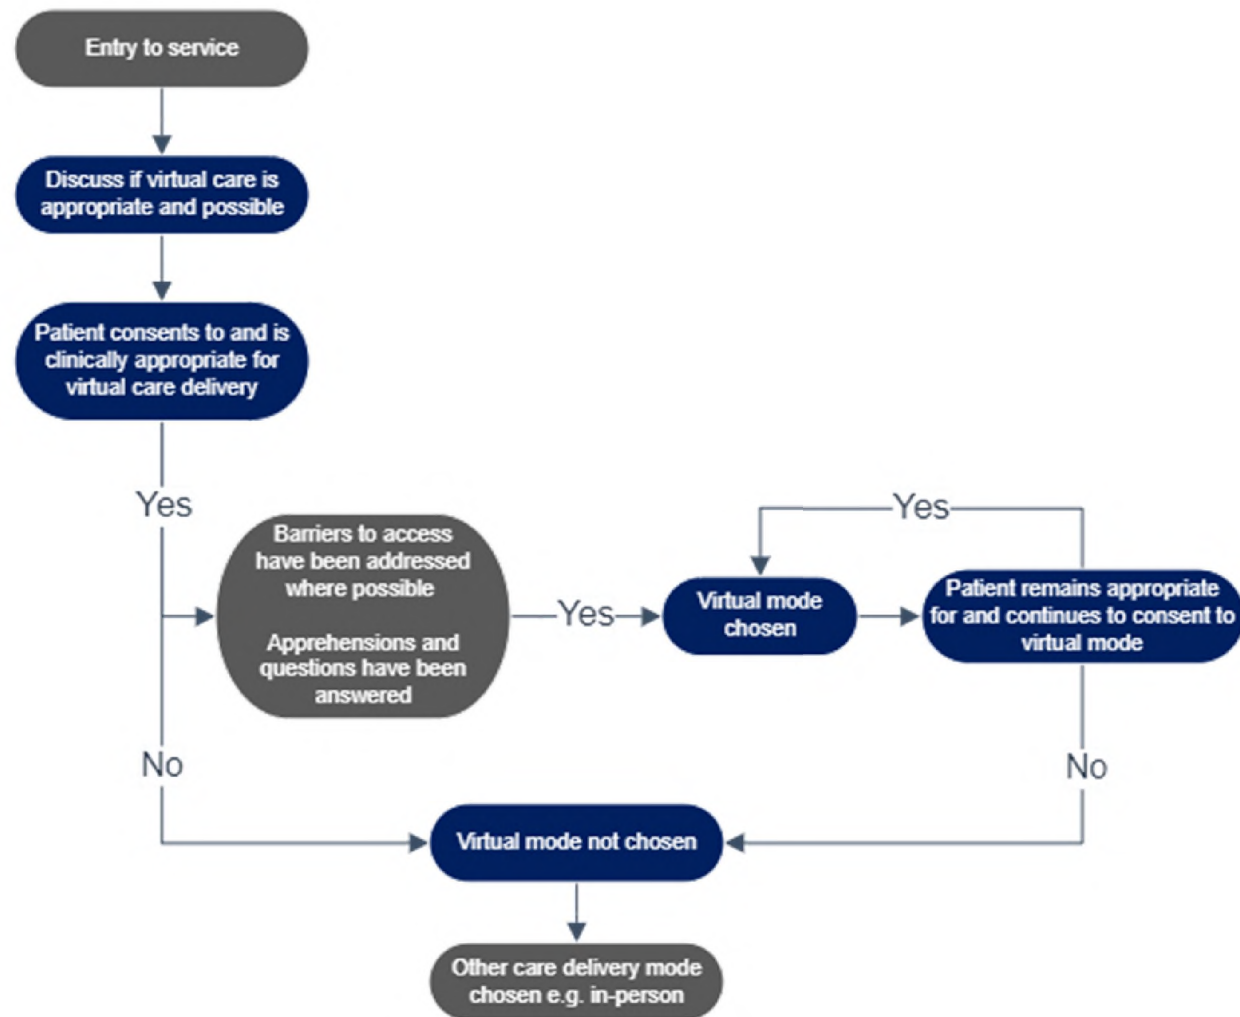 Entry to service
Discuss if virtual care is
appropriate and possible
Patient consents to and is
clinically appropriate for
virtual care delivery
Yes
Barriers to access
have been addressed
where possible
Apprehensions and
questions have been
answered
Yes
Virtual mode
chosen
Yes
Patient remains appropriate
for and continues to consent to
virtual mode
No
No
Virtual mode not chosen
Other care delivery mode
chosen e.g. in-person